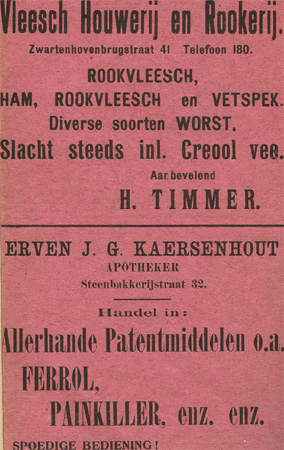 Vleesch Houwerij en Rookerij.
Zwartenhovenbrugstraat 41 Telefoon 180.
ROOKVLEESCH,
HAM, ROOKVLEESCH en VETSPEK.
Diverse soorten WORST,
Slacht steeds inl. Creool vee.
Aanbevelend
H. TIMMER.
ERVEN J. G. KAERSENHOUT
APOTHEKER
Steenbakkerijstraat 32.
Handel in:
Allerhande Patentmiddelen o.a.
FERROL,
PAINKILLER, enz. enz.
SPOEDIGE BEDIENING!